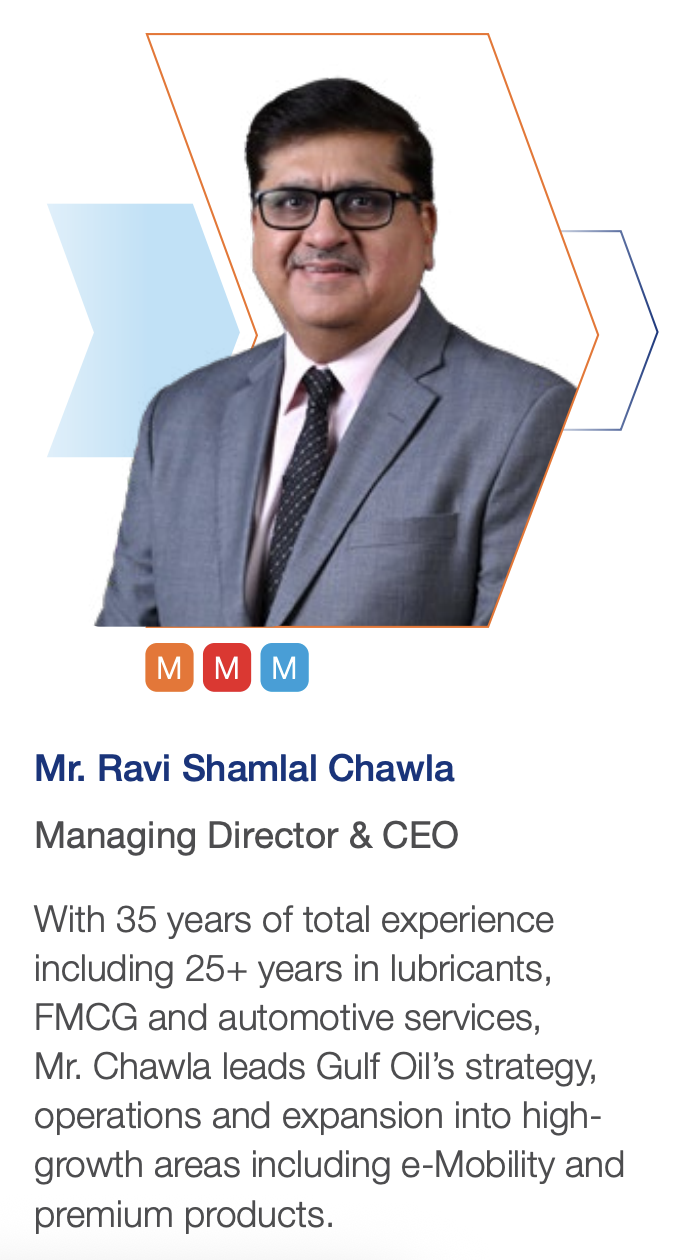 M M M
Mr. Ravi Shamlal Chawla
Managing Director & CEO
With 35 years of total experience
including 25+ years in lubricants,
FMCG and automotive services,
Mr. Chawla leads Gulf Oil’s strategy,
operations and expansion into high-
growth areas including e-Mobility and
premium products.